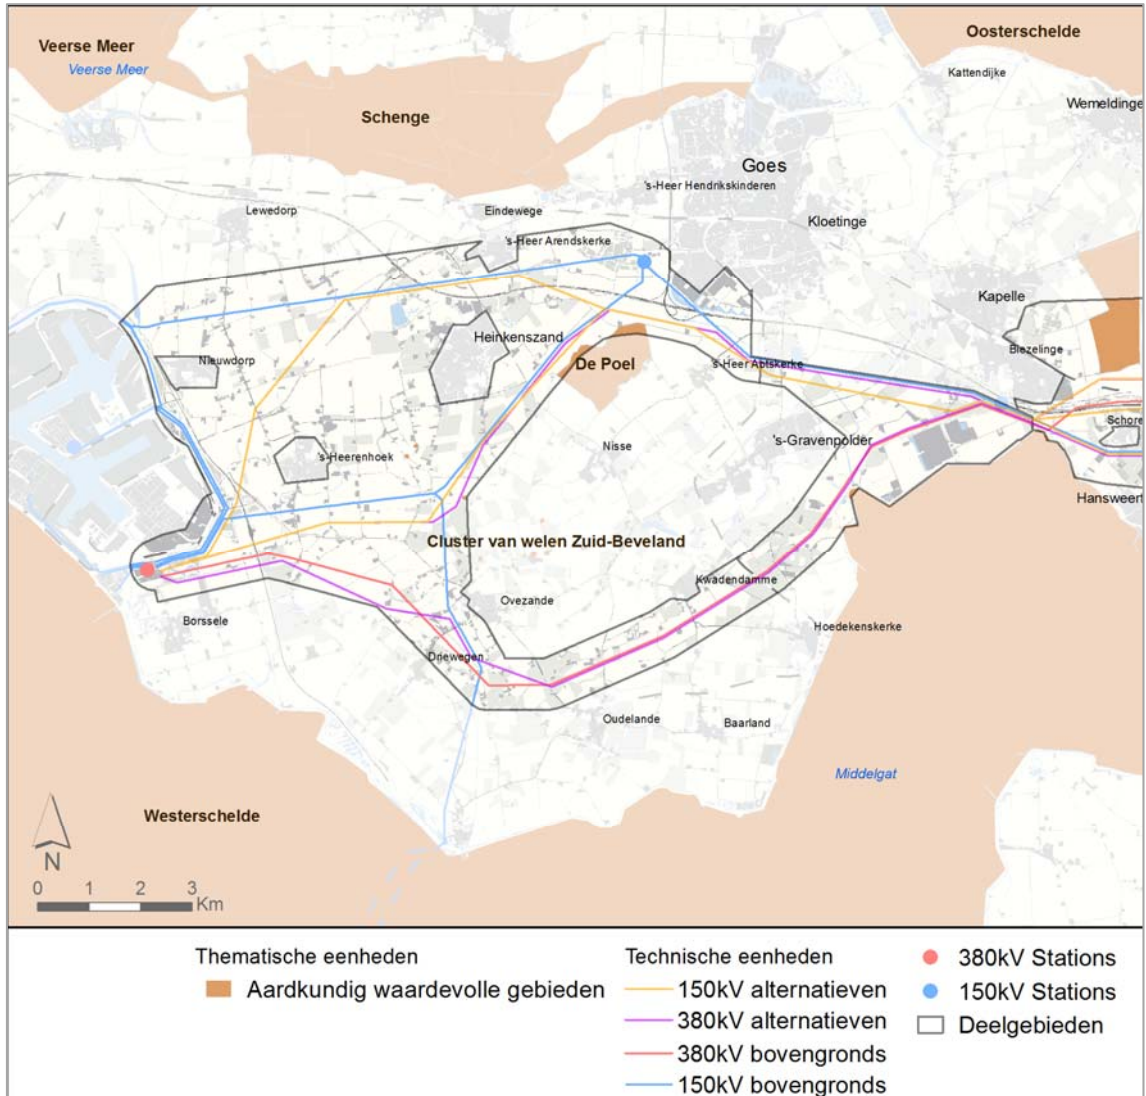 Veerse Meer
Veerse Meer
Oosterschelde
Kattendijke
Wemeldinge
Schenge
Goes
's-Heer Hendrikskinderen
Lewedorp
Eindewege
Kloetinge
's-Heer Arendskerke
Kapelle
Heinkenszand
Biezelinge
Nieuwdorp
De Poel
's-Heer Abtskerke
Schore
's-Gravenpolder
Nisse
's-Heerenhoek
Hansweert
Cluster van welen Zuid-Beveland
Kwadendamme
Ovezande
Borssele
Hoedekenskerke
Driewegen
Oudelande
Baarland
Middelgat
Westerschelde
N
0 1 2 3
Km
Thematische eenheden
Aardkundig waardevolle gebieden
Technische eenheden
150kV alternatieven
380kV alternatieven
380kV bovengronds
150kV bovengronds
380kV Stations
150kV Stations
Deelgebieden